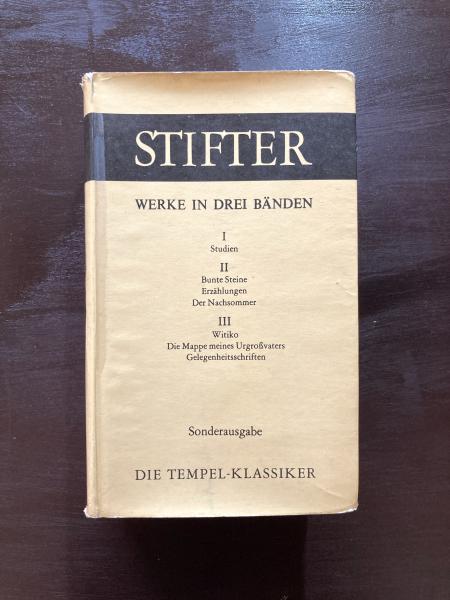 STIFTER
WERKE IN DREI BÄNDEN
I
Studien
II
Bunte Steine
Erzählungen
Der Nachsommer
III
Witiko
Die Mappe meines Urgroßvaters
Gelegenheitsschriften
Sonderausgabe
DIE TEMPEL-KLASSIKER